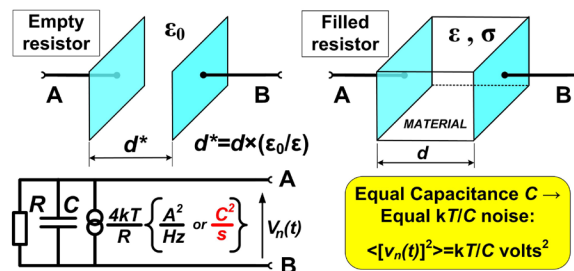 Empty
resistor
ε₀
A
B
d*
d*=d×(ε₀/ε)
Filled
resistor
ε , σ
A
B
MATERIAL
d
R
C
4kT/R {A²/Hz or C²/s}
Vₙ(t)
A
B
Equal Capacitance C →
Equal kT/C noise:
<[vₙ(t)]²>=kT/C volts²